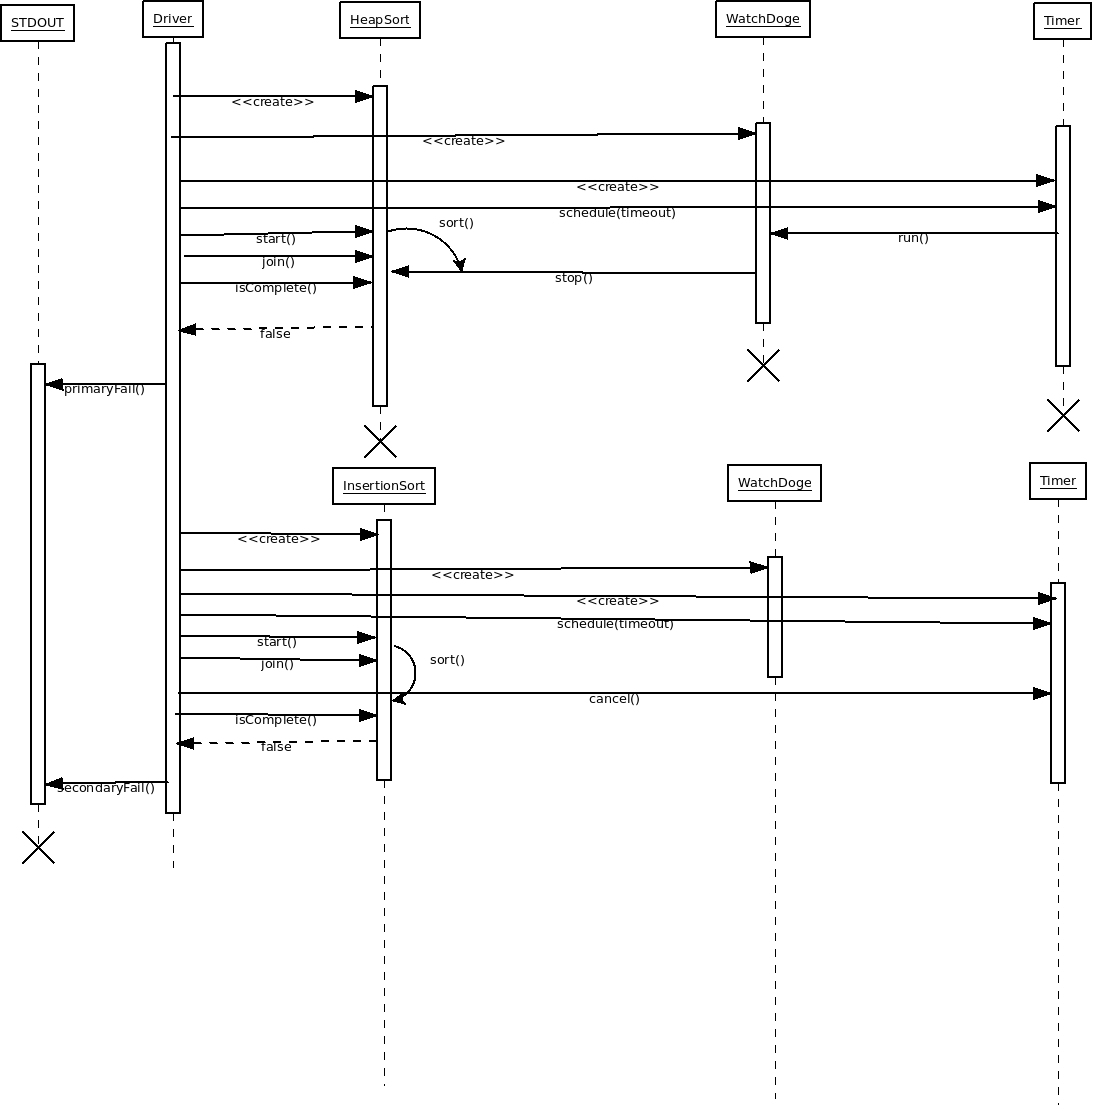 STDOUT
Driver
HeapSort
WatchDoge
Timer
<<create>>
<<create>>
<<create>>
schedule(timeout)
sort()
start()
run()
join()
stop()
isComplete()
false
primaryFail()
InsertionSort
WatchDoge
Timer
<<create>>
<<create>>
<<create>>
schedule(timeout)
start()
sort()
join()
cancel()
isComplete()
false
SecondaryFail()